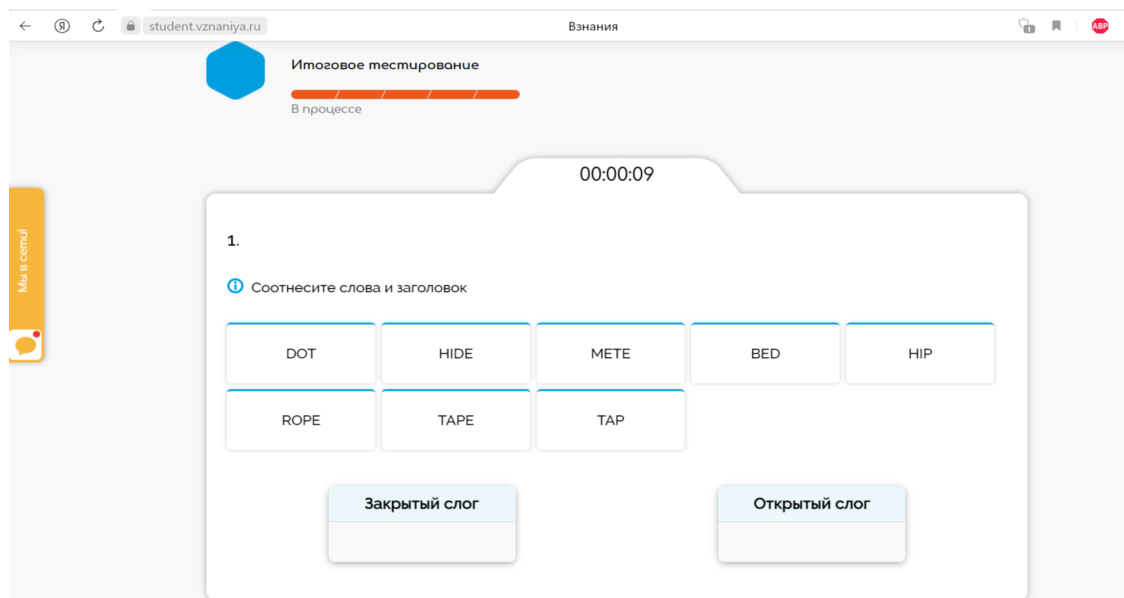 student.vznaniya.ru
Взнания
ABP
Итоговое тестирование
В процессе
00:00:09
Мы в сети!
1.
Соотнесите слова и заголовок
DOT HIDE METE BED HIP
ROPE TAPE TAP
Закрытый слог Открытый слог